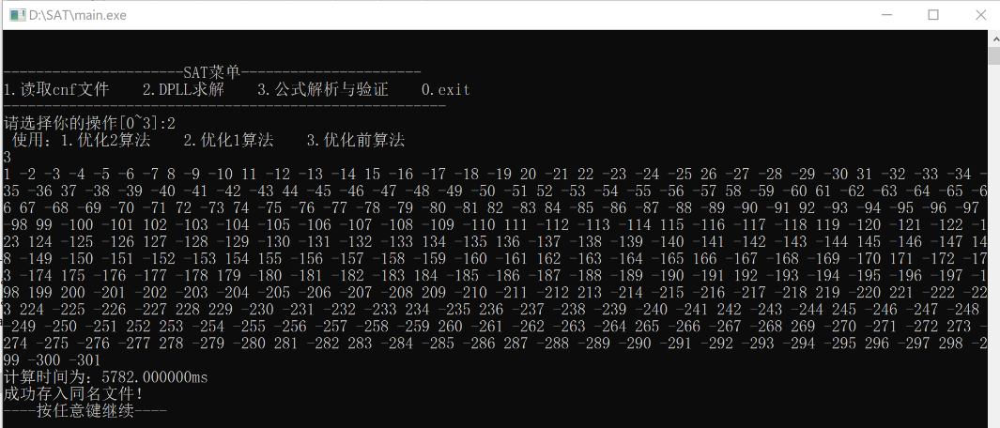 D:\SAT\main.exe
----------------------SAT菜单----------------------
1.读取cnf文件    2.DPLL求解    3.公式解析与验证    0.exit
------------------------------------------------------
请选择你的操作[0~3]:2
 使用：1.优化2算法    2.优化1算法    3.优化前算法
3
1 -2 -3 -4 -5 -6 -7 8 -9 -10 11 -12 -13 -14 15 -16 -17 -18 -19 20 -21 22 -23 -24 -25 26 -27 -28 -29 -30 31 -32 -33 -34 -
35 -36 37 -38 -39 -40 -41 -42 -43 44 -45 -46 -47 -48 -49 -50 -51 52 -53 -54 -55 -56 -57 -58 -59 -60 61 -62 -63 -64 -65 -6
6 67 -68 -69 -70 -71 72 -73 74 -75 -76 -77 -78 -79 -80 -81 82 -83 84 -85 -86 -87 -88 -89 -90 -91 92 -93 -94 -95 -96 -97
-98 99 -100 -101 102 -103 -104 -105 -106 -107 -108 -109 -110 111 -112 -113 -114 115 -116 -117 -118 119 -120 -121 -122 -1
23 124 -125 -126 127 -128 -129 -130 -131 -132 -133 134 -135 136 -137 -138 -139 -140 -141 -142 -143 -144 145 -146 -147 14
8 -149 -150 -151 -152 -153 154 155 -156 -157 -158 -159 -160 -161 162 -163 -164 -165 166 -167 -168 -169 -170 171 -172 -17
3 -174 175 -176 -177 -178 179 -180 -181 -182 -183 184 -185 -186 -187 -188 -189 -190 -191 192 -193 -194 -195 -196 -197 -1
98 199 200 -201 -202 -203 -204 -205 -206 -207 -208 209 -210 -211 -212 213 -214 -215 -216 -217 -218 -219 -220 221 -222 -22
3 224 -225 -226 -227 228 229 -230 -231 -232 -233 234 -235 236 -237 -238 -239 -240 -241 242 -243 -244 245 -246 -247 -248
-249 -250 -251 252 253 -254 -255 -256 -257 -258 -259 260 -261 -262 -263 -264 265 -266 -267 -268 269 -270 -271 -272 273 -
274 -275 -276 -277 278 -279 -280 281 -282 283 -284 -285 -286 287 -288 -289 -290 -291 -292 -293 -294 -295 296 -297 298 -2
99 -300 -301
计算时间为：5782.000000ms
成功存入同名文件！
----按任意键继续----